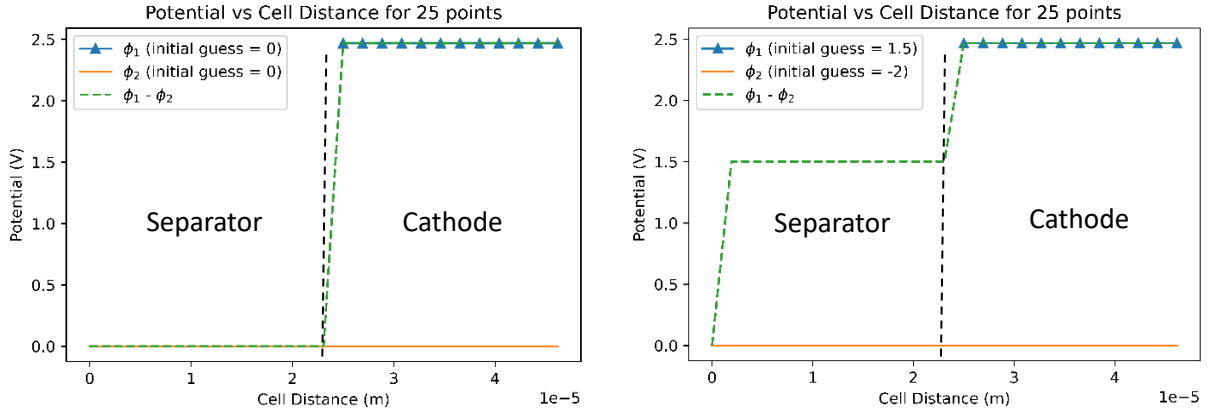 Potential vs Cell Distance for 25 points
ϕ₁ (initial guess = 0)
ϕ₂ (initial guess = 0)
ϕ₁ - ϕ₂
Potential (V)
2.5
2.0
1.5
1.0
0.5
0.0
Separator
Cathode
0
1
2
3
4
1e−5
Cell Distance (m)
Potential vs Cell Distance for 25 points
ϕ₁ (initial guess = 1.5)
ϕ₂ (initial guess = -2)
ϕ₁ - ϕ₂
Potential (V)
2.5
2.0
1.5
1.0
0.5
0.0
Separator
Cathode
0
1
2
3
4
1e−5
Cell Distance (m)